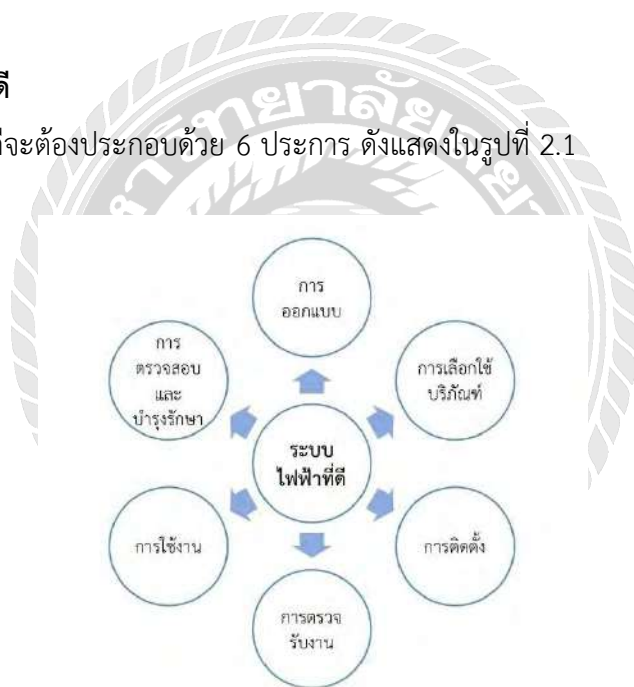 ดี
จะต้องประกอบด้วย 6 ประการ ดังแสดงในรูปที่ 2.1
การ
ออกแบบ
การ
ตรวจสอบ
และ
บำรุงรักษา
การเลือกใช้
บริภัณฑ์
ระบบ
ไฟฟ้าที่ดี
การใช้งาน
การติดตั้ง
การตรวจ
รับงาน